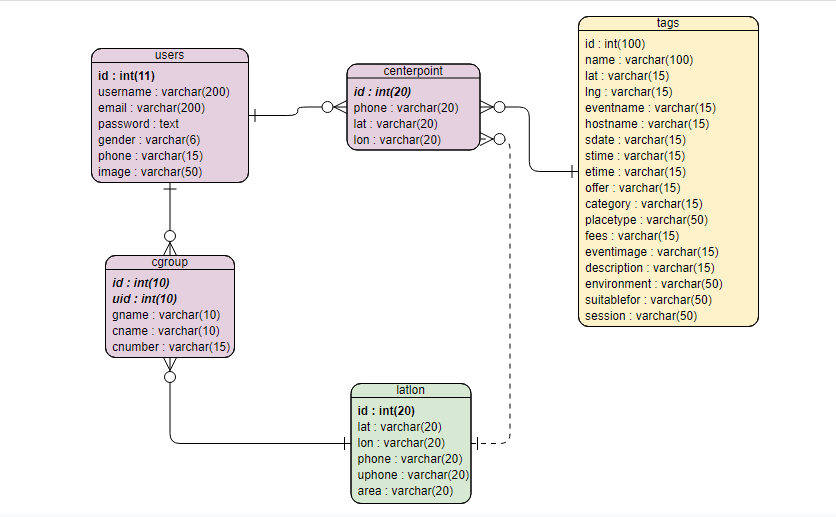 users
id : int(11)
username : varchar(200)
email : varchar(200)
password : text
gender : varchar(6)
phone : varchar(15)
image : varchar(50)
centerpoint
id : int(20)
phone : varchar(20)
lat : varchar(20)
lon : varchar(20)
tags
id : int(100)
name : varchar(100)
lat : varchar(15)
lng : varchar(15)
eventname : varchar(15)
hostname : varchar(15)
sdate : varchar(15)
stime : varchar(15)
etime : varchar(15)
offer : varchar(15)
category : varchar(15)
placetype : varchar(50)
fees : varchar(15)
eventimage : varchar(15)
description : varchar(15)
environment : varchar(50)
suitablefor : varchar(50)
session : varchar(50)
cgroup
id : int(10)
uid : int(10)
gname : varchar(10)
cname : varchar(10)
cnumber : varchar(15)
latlon
id : int(20)
lat : varchar(20)
lon : varchar(20)
phone : varchar(20)
uphone : varchar(20)
area : varchar(20)